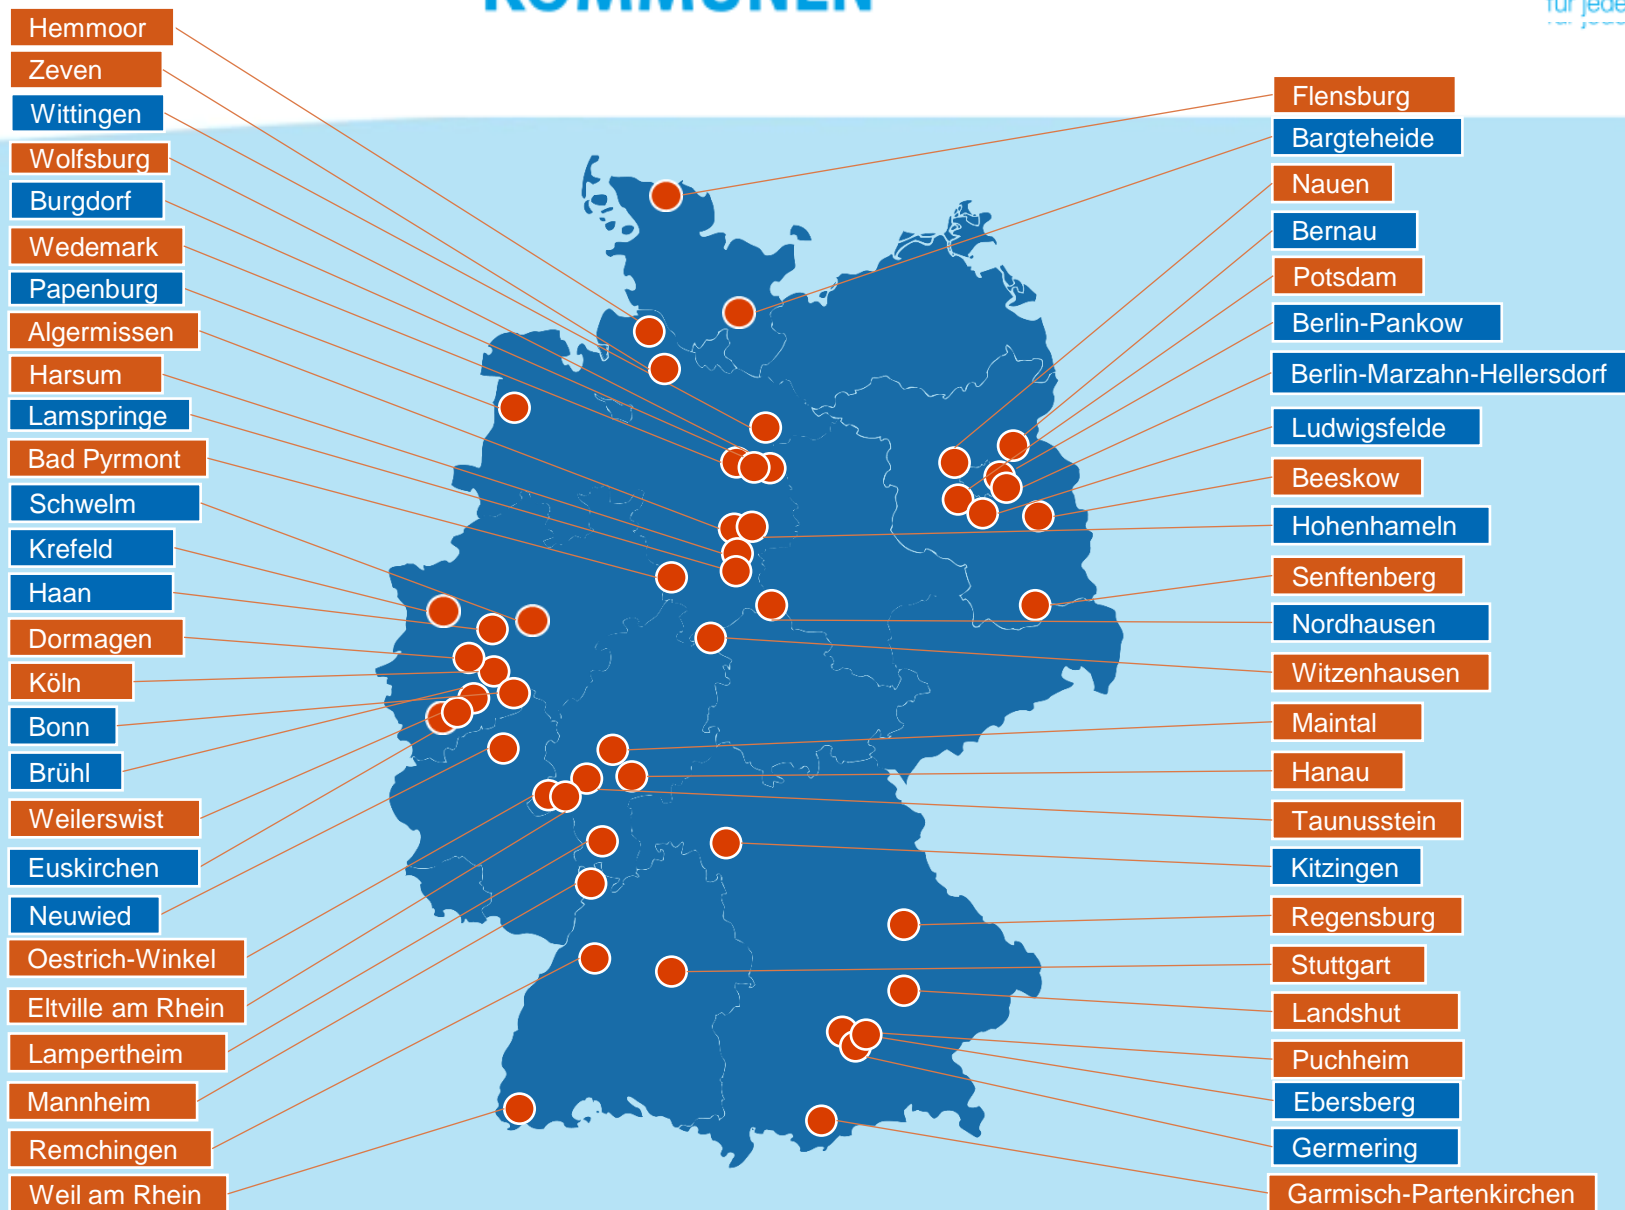 KOMMUNEN
für jede
Hemmoor
Zeven
Wittingen
Wolfsburg
Burgdorf
Wedemark
Papenburg
Algermissen
Harsum
Lamspringe
Bad Pyrmont
Schwelm
Krefeld
Haan
Dormagen
Köln
Bonn
Brühl
Weilerswist
Euskirchen
Neuwied
Oestrich-Winkel
Eltville am Rhein
Lampertheim
Mannheim
Remchingen
Weil am Rhein
Flensburg
Bargteheide
Nauen
Bernau
Potsdam
Berlin-Pankow
Berlin-Marzahn-Hellersdorf
Ludwigsfelde
Beeskow
Hohenhameln
Senftenberg
Nordhausen
Witzenhausen
Maintal
Hanau
Taunusstein
Kitzingen
Regensburg
Stuttgart
Landshut
Puchheim
Ebersberg
Germering
Garmisch-Partenkirchen